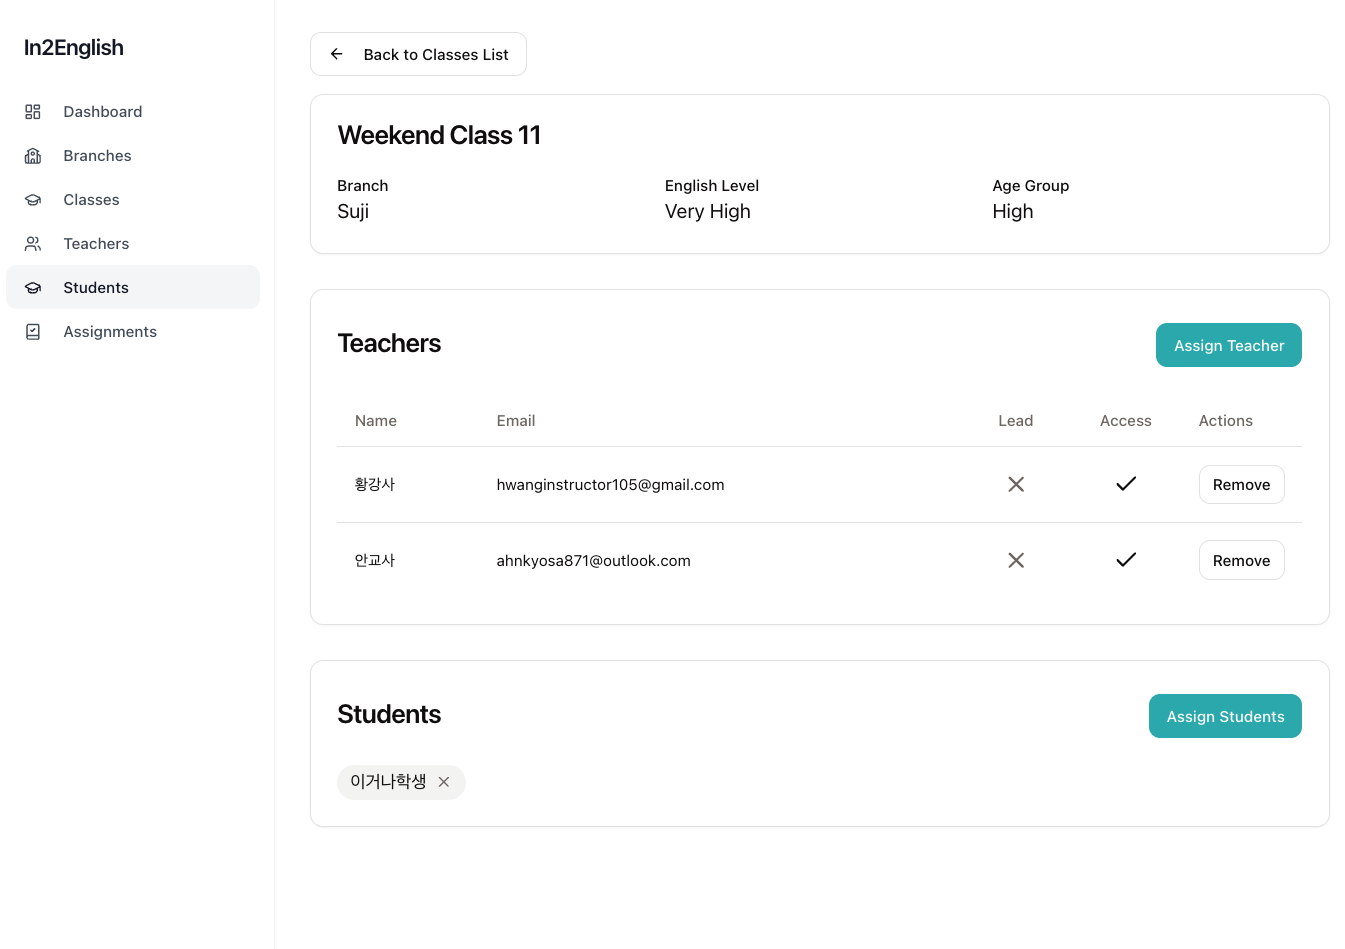 In2English
Dashboard
Branches
Classes
Teachers
Students
Assignments
Back to Classes List
Weekend Class 11
Branch English Level Age Group
Suji Very High High
Teachers
Assign Teacher
Name Email Lead Access Actions
황강사 hwanginstructor105@gmail.com Remove
안교사 ahnkyosa871@outlook.com Remove
Students
Assign Students
이거나학생